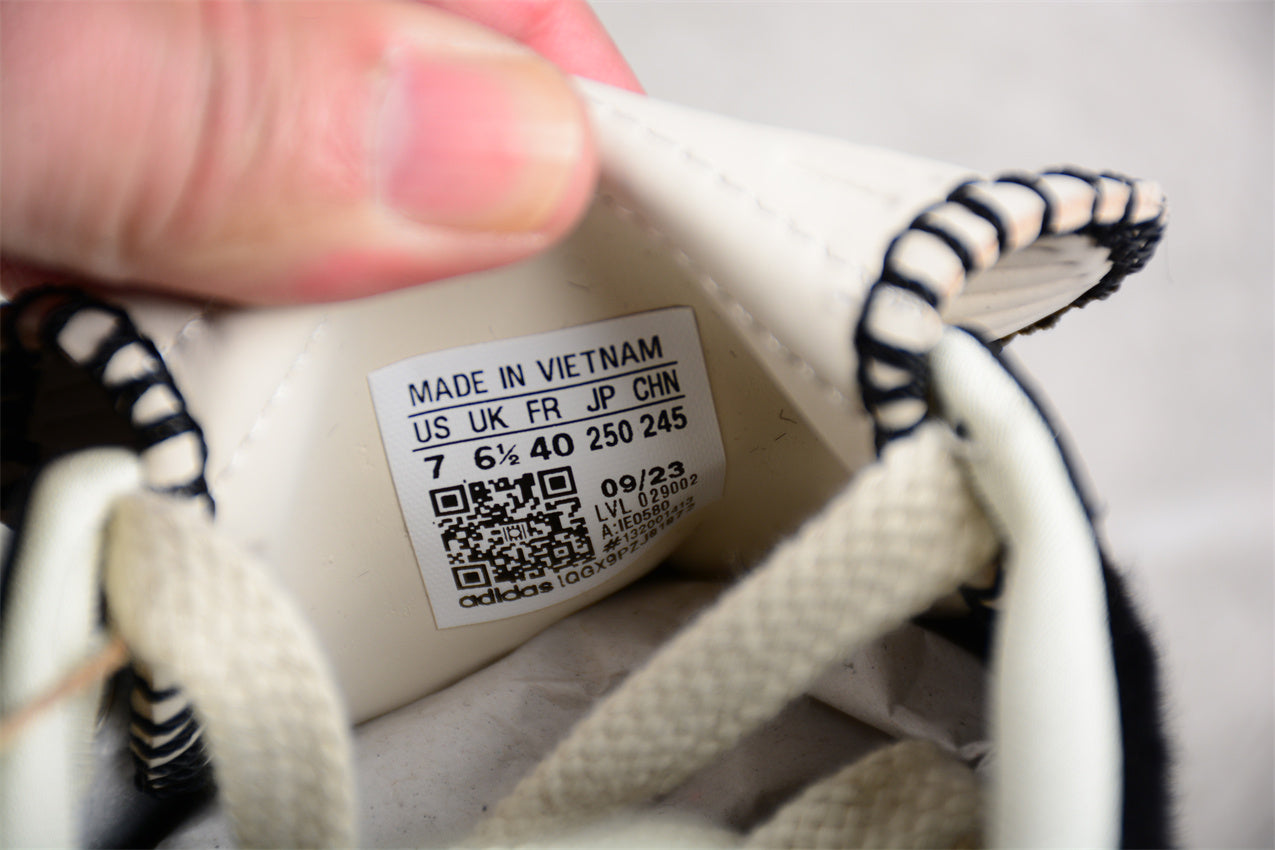 MADE IN VIETNAM
US UK FR JP CHN
7 6½ 40 250 245
09/23
LVL 029002
A:IE0580
adidas 1QGX9PZJ91873